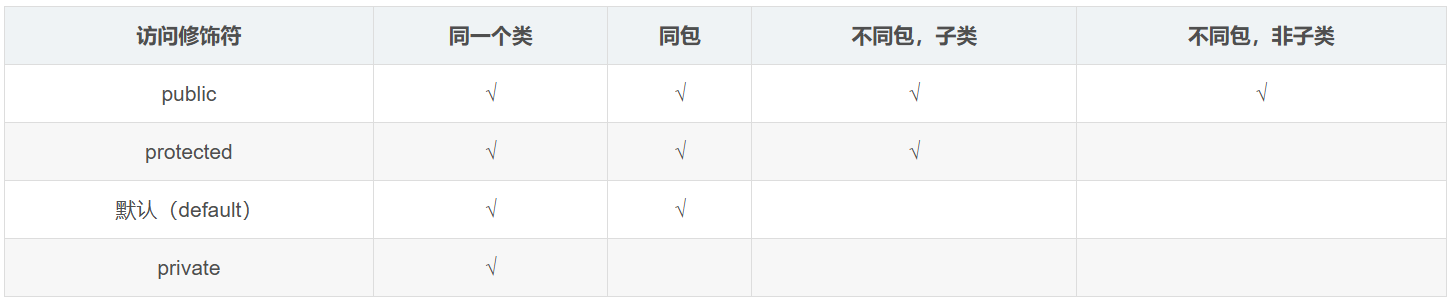 访问修饰符 同一个类 同包 不同包，子类 不同包，非子类
public √ √ √ √
protected √ √ √
默认（default） √ √
private √